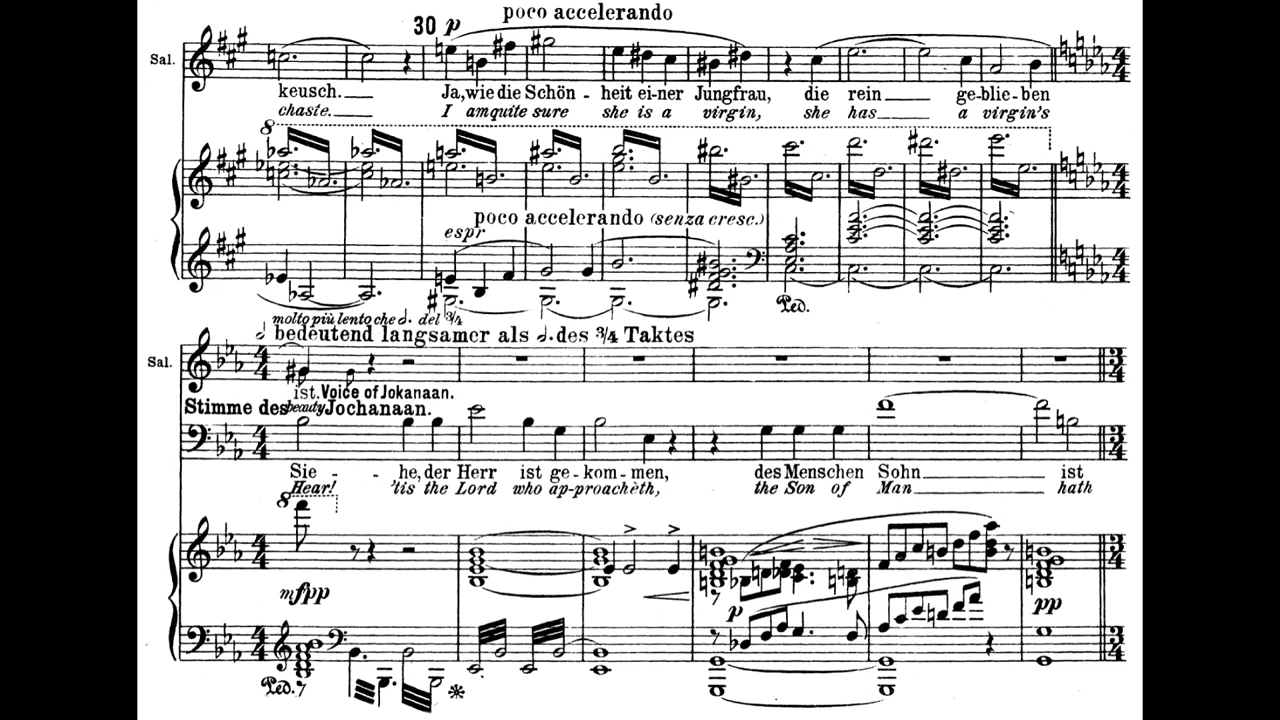 poco accelerando
30 p
Sal.
keusch. Ja, wie die Schön - heit ei-ner Jungfrau, die rein ge-blie-ben
chaste. I am quite sure she is a virgin, she has a virgin's
8
poco accelerando (senza cresc.)
espr.
Ped.
molto più lento che 𝅗𝅥. del 3/4
bedeutend langsamer als 𝅗𝅥. des 3/4 Taktes
Sal.
ist. Voice of Jokanaan.
Stimme des beauty Jochanaan.
Sie - - he, der Herr ist ge-kom-men, des Menschen Sohn ist
Hear! 'tis the Lord who ap-proacheth, the Son of Man hath
8
mfpp
p
pp
Ped.